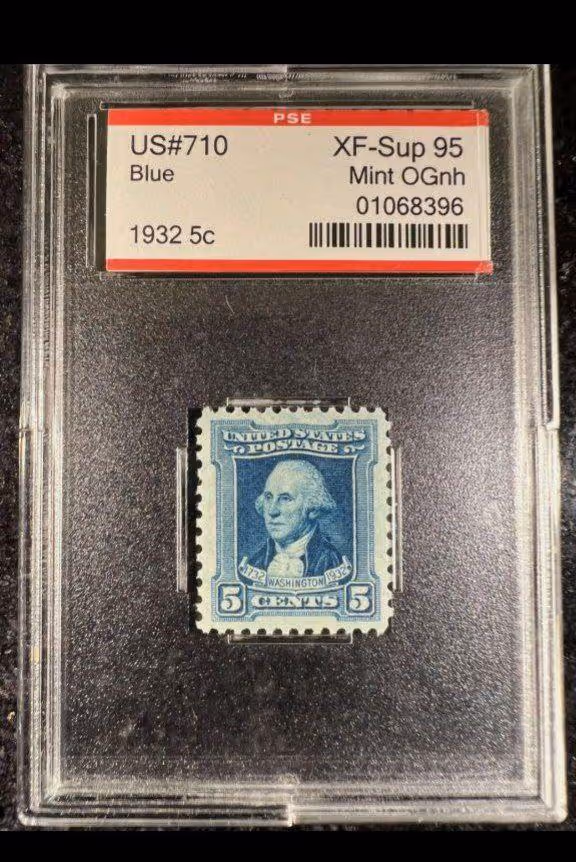 PSE
US#710 XF-Sup 95
Blue Mint OGnh
01068396
1932 5c
UNITED STATES
POSTAGE
1732 WASHINGTON 1932
5 CENTS 5